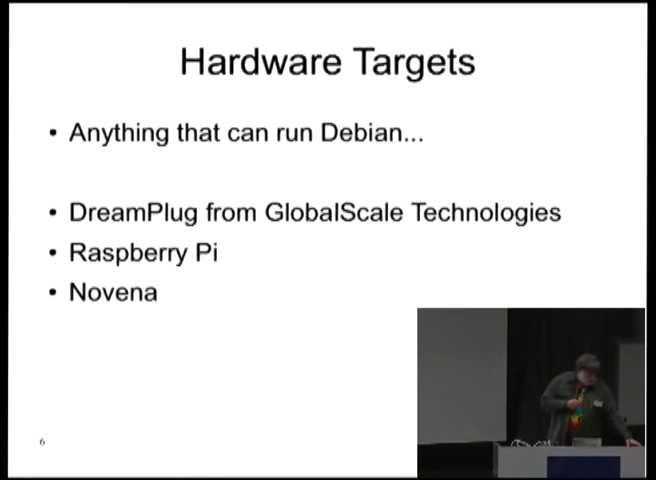 Hardware Targets
• Anything that can run Debian...
• DreamPlug from GlobalScale Technologies
• Raspberry Pi
• Novena
6